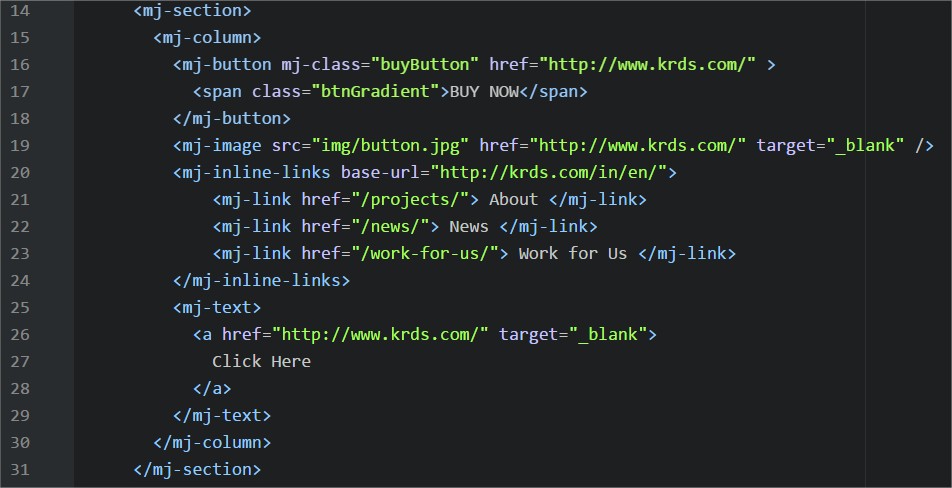 14 <mj-section>
15 <mj-column>
16 <mj-button mj-class="buyButton" href="http://www.krds.com/" >
17 <span class="btnGradient">BUY NOW</span>
18 </mj-button>
19 <mj-image src="img/button.jpg" href="http://www.krds.com/" target="_blank" />
20 <mj-inline-links base-url="http://krds.com/in/en/">
21 <mj-link href="/projects/"> About </mj-link>
22 <mj-link href="/news/"> News </mj-link>
23 <mj-link href="/work-for-us/"> Work for Us </mj-link>
24 </mj-inline-links>
25 <mj-text>
26 <a href="http://www.krds.com/" target="_blank">
27 Click Here
28 </a>
29 </mj-text>
30 </mj-column>
31 </mj-section>